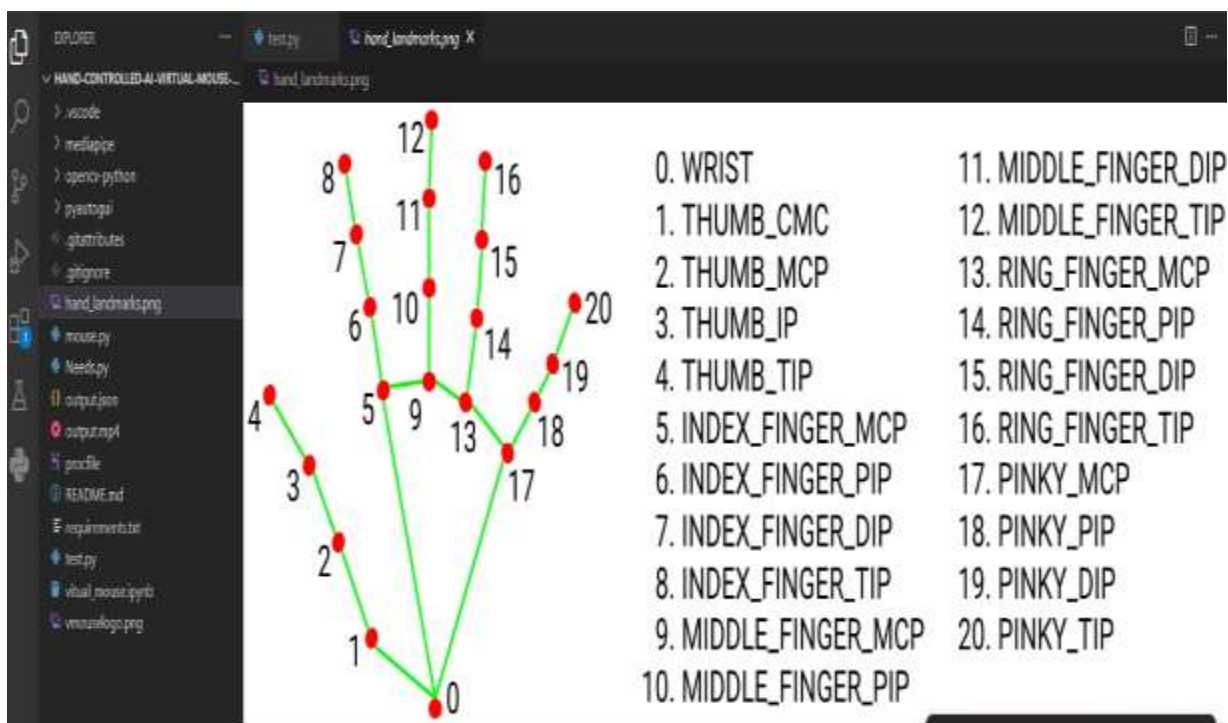 EXPLORER
HAND-CONTROLLED-AI-VIRTUAL-MOUSE-...
.vscode
mediapipe
opencv-python
pyautogui
.gitattributes
.gitignore
hand_landmarks.png
mouse.py
Needs.py
output.json
output.mp4
procfile
README.md
requirements.txt
test.py
vitual_mouse.ipynb
vmouselogo.png
1
test.py
hand_landmarks.png
hand_landmarks.png
12
8
16
11
7
15
10
20
6
14
19
4
5
9
13
18
3
17
2
1
0
0. WRIST
1. THUMB_CMC
2. THUMB_MCP
3. THUMB_IP
4. THUMB_TIP
5. INDEX_FINGER_MCP
6. INDEX_FINGER_PIP
7. INDEX_FINGER_DIP
8. INDEX_FINGER_TIP
9. MIDDLE_FINGER_MCP
10. MIDDLE_FINGER_PIP
11. MIDDLE_FINGER_DIP
12. MIDDLE_FINGER_TIP
13. RING_FINGER_MCP
14. RING_FINGER_PIP
15. RING_FINGER_DIP
16. RING_FINGER_TIP
17. PINKY_MCP
18. PINKY_PIP
19. PINKY_DIP
20. PINKY_TIP